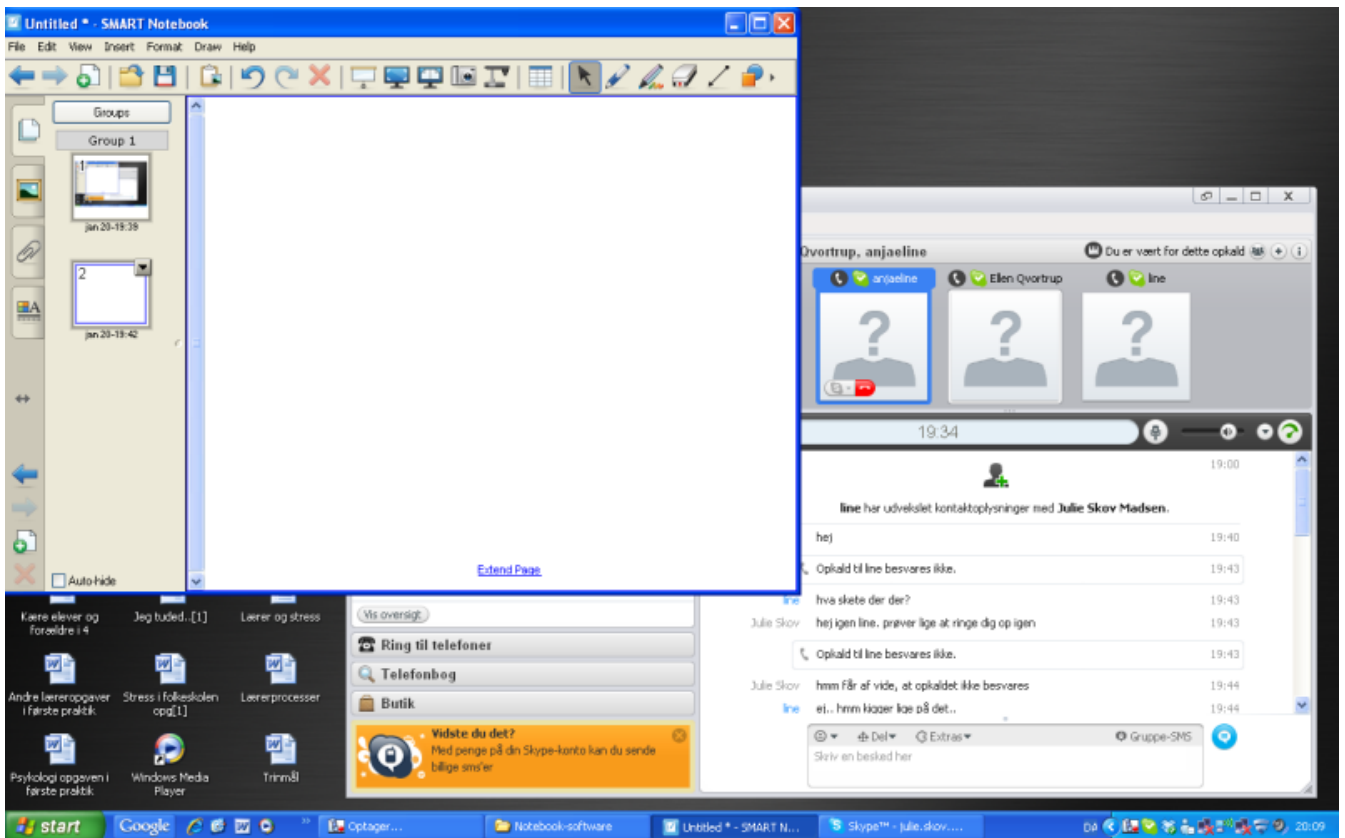 Untitled * - SMART Notebook
File Edit View Insert Format Draw Help
Groups
Group 1
1
jan 20-19:39
2
jan 20-19:42
Auto-hide
Extend Page
Qvortrup, anjaeline
Du er vært for dette opkald
anjaeline
Ellen Qvortrup
line
19:34
19:00
line har udvekslet kontaktoplysninger med Julie Skov Madsen.
hej 19:40
Opkald til line besvares ikke. 19:43
line hva skete der der? 19:43
Julie Skov hej igen line. prøver lige at ringe dig op igen 19:43
Opkald til line besvares ikke. 19:43
Julie Skov hmm får af vide, at opkaldet ikke besvares 19:44
line ej.. hmm kigger lige på det.. 19:44
Del Extras Gruppe-SMS
Skriv en besked her
Vis oversigt
Ring til telefoner
Telefonbog
Butik
Vidste du det?
Med penge på din Skype-konto kan du sende
billige sms'er
Kære elever og
forældre i 4
Jeg tuded..[1]
Lærer og stress
Andre læreropgaver
i første praktik
Stress i folkeskolen
opg[1]
Lærerprocesser
Psykologi opgaven i
første praktik
Windows Media
Player
Trinmål
start
Google
Optager...
Notebook-software
Untitled * - SMART N...
Skype™ - julie.skov....
DA
20:09